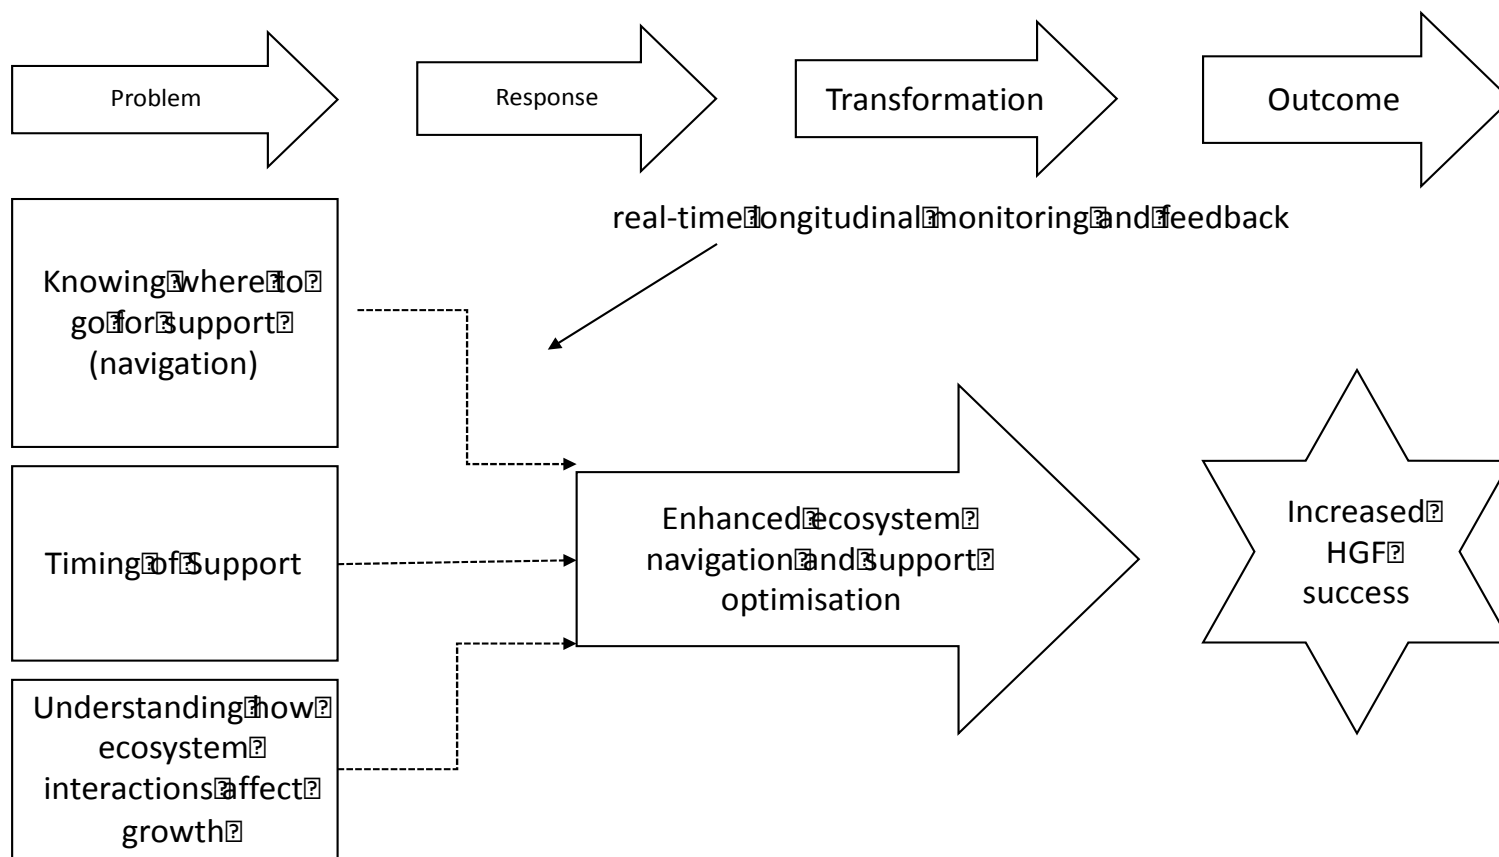 Problem
Response
Transformation
Outcome
real-time longitudinal monitoring and feedback
Knowing where to
go for support
(navigation)
Timing of Support
Understanding how
ecosystem
interactions affect
growth
Enhanced ecosystem
navigation and support
optimisation
Increased
HGF
success